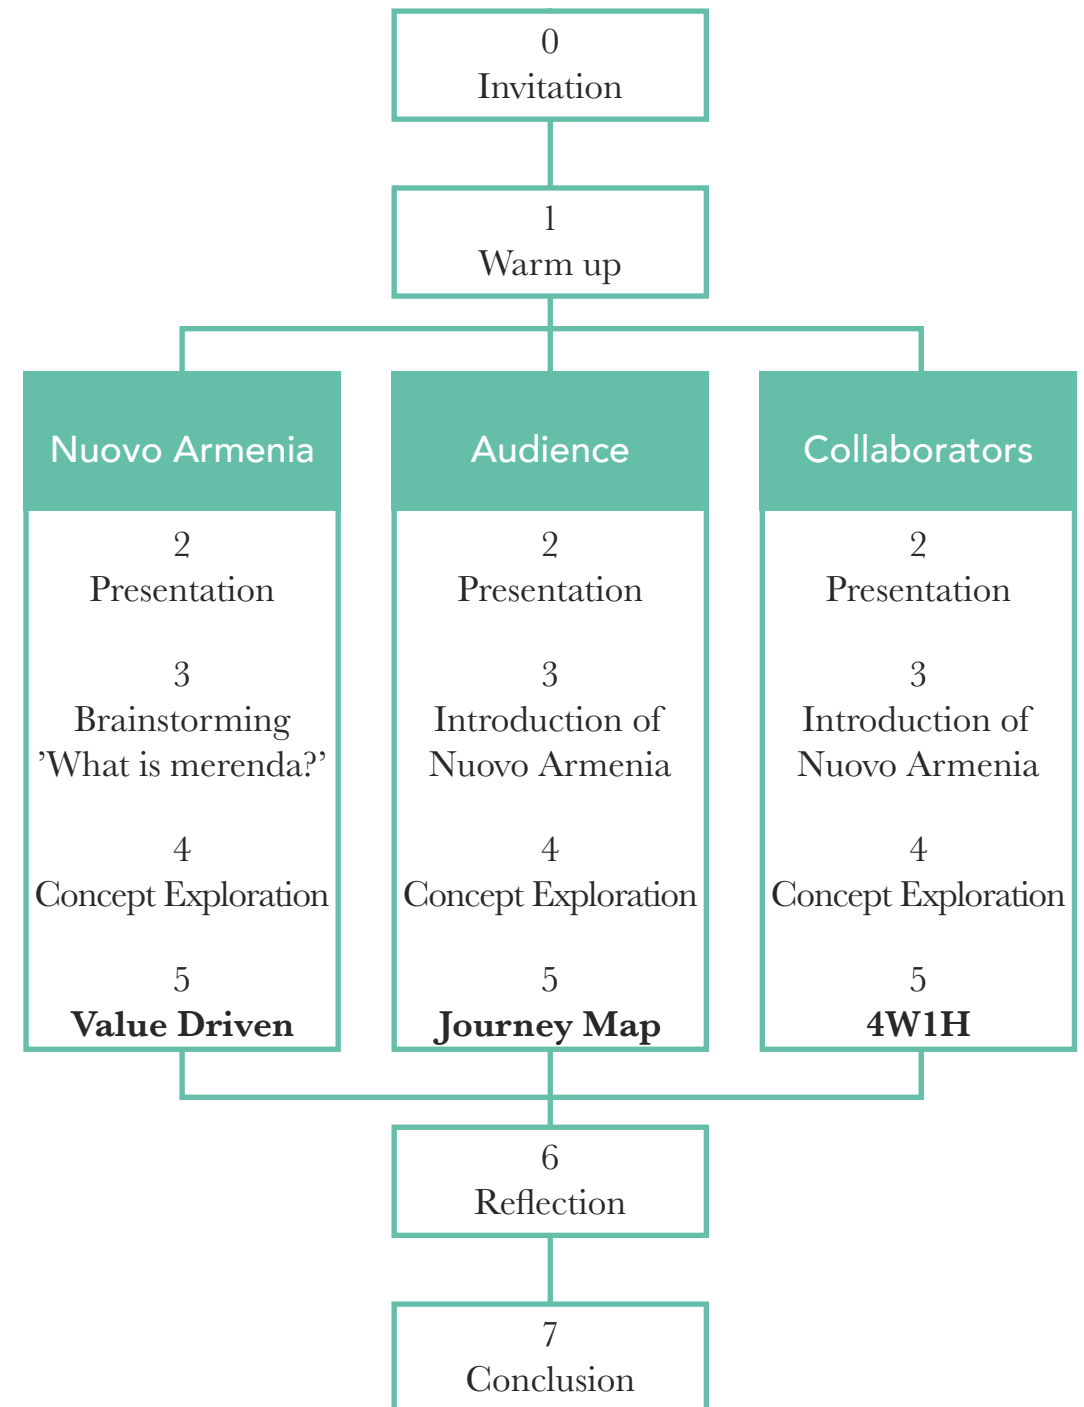 0
Invitation
1
Warm up
Nuovo Armenia
2
Presentation
3
Brainstorming
’What is merenda?’
4
Concept Exploration
5
Value Driven
Audience
2
Presentation
3
Introduction of
Nuovo Armenia
4
Concept Exploration
5
Journey Map
Collaborators
2
Presentation
3
Introduction of
Nuovo Armenia
4
Concept Exploration
5
4W1H
6
Reflection
7
Conclusion